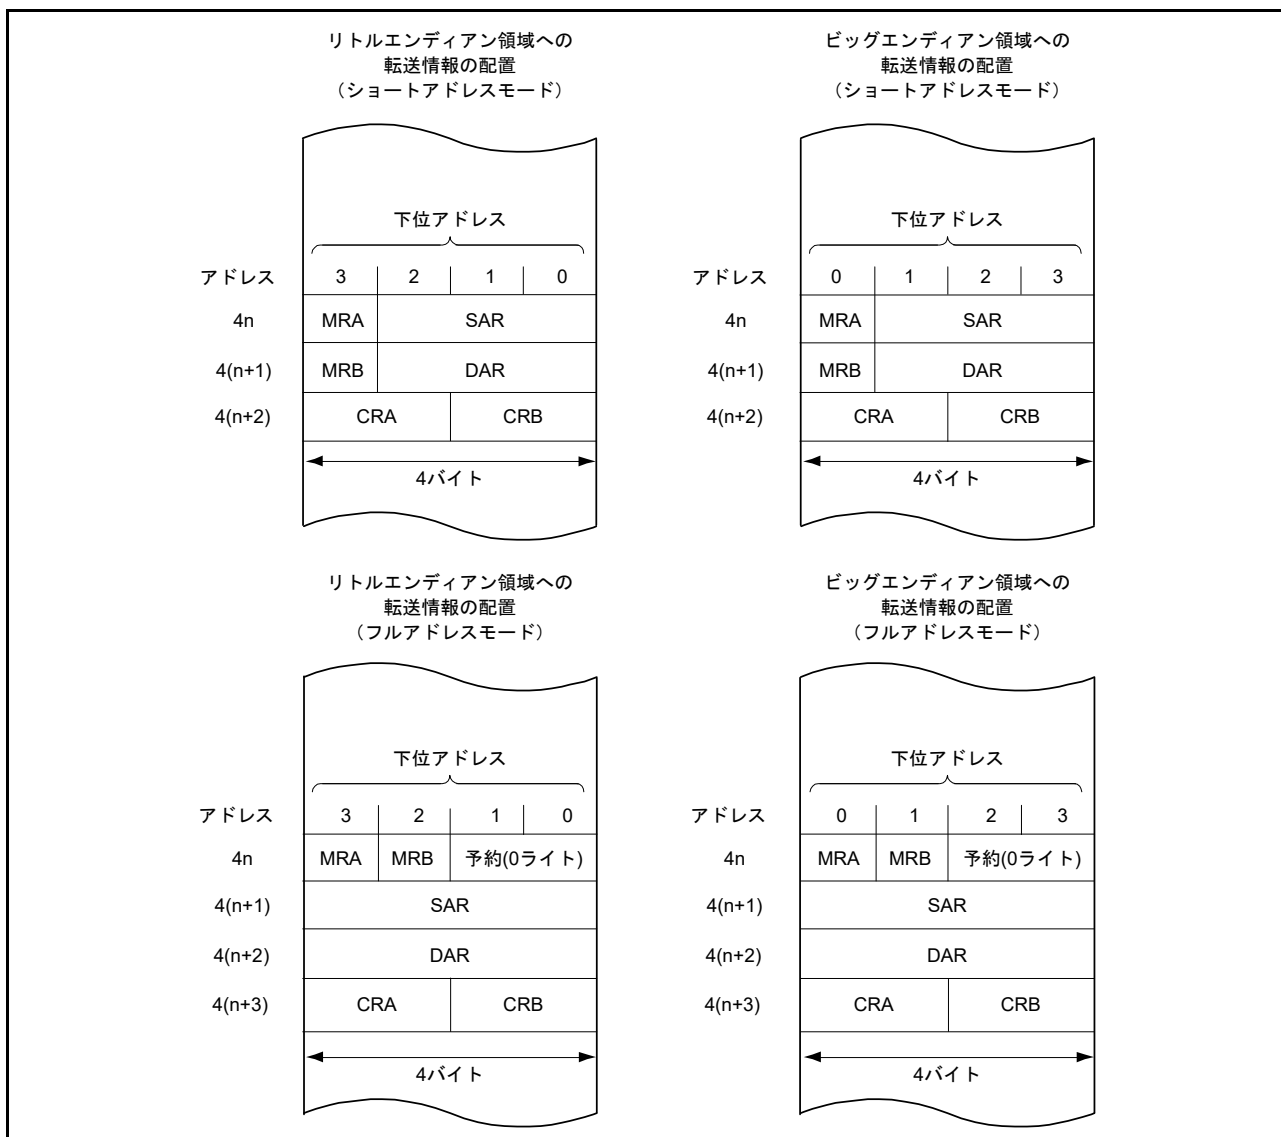 リトルエンディアン領域への
転送情報の配置
(ショートアドレスモード)
下位アドレス
アドレス 3 2 1 0
4n MRA SAR
4(n+1) MRB DAR
4(n+2) CRA CRB
4バイト
ビッグエンディアン領域への
転送情報の配置
(ショートアドレスモード)
下位アドレス
アドレス 0 1 2 3
4n MRA SAR
4(n+1) MRB DAR
4(n+2) CRA CRB
4バイト
リトルエンディアン領域への
転送情報の配置
(フルアドレスモード)
下位アドレス
アドレス 3 2 1 0
4n MRA MRB 予約(0ライト)
4(n+1) SAR
4(n+2) DAR
4(n+3) CRA CRB
4バイト
ビッグエンディアン領域への
転送情報の配置
(フルアドレスモード)
下位アドレス
アドレス 0 1 2 3
4n MRA MRB 予約(0ライト)
4(n+1) SAR
4(n+2) DAR
4(n+3) CRA CRB
4バイト